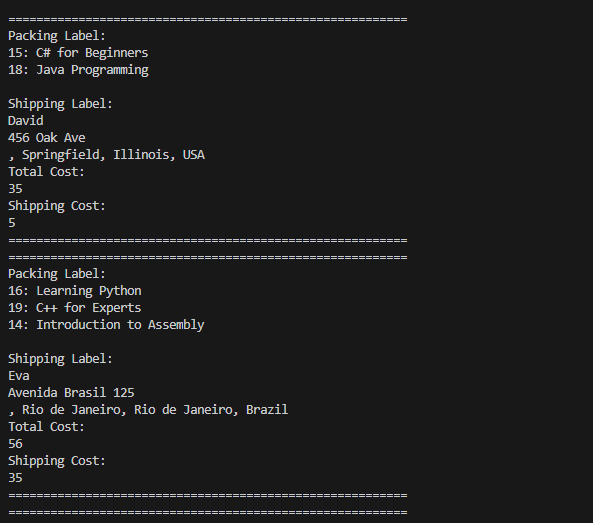 =========================================================
Packing Label:
15: C# for Beginners
18: Java Programming

Shipping Label:
David
456 Oak Ave
, Springfield, Illinois, USA
Total Cost:
35
Shipping Cost:
5
=========================================================
=========================================================
Packing Label:
16: Learning Python
19: C++ for Experts
14: Introduction to Assembly

Shipping Label:
Eva
Avenida Brasil 125
, Rio de Janeiro, Rio de Janeiro, Brazil
Total Cost:
56
Shipping Cost:
35
=========================================================
=========================================================